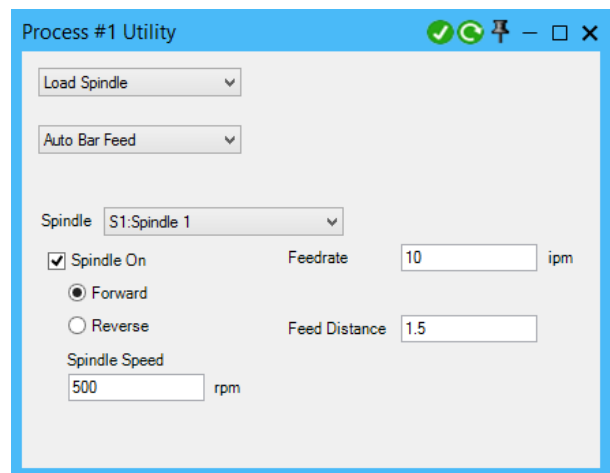 Process #1 Utility
Load Spindle
Auto Bar Feed
Spindle S1:Spindle 1
Spindle On Feedrate 10 ipm
Forward
Reverse Feed Distance 1.5
Spindle Speed
500 rpm